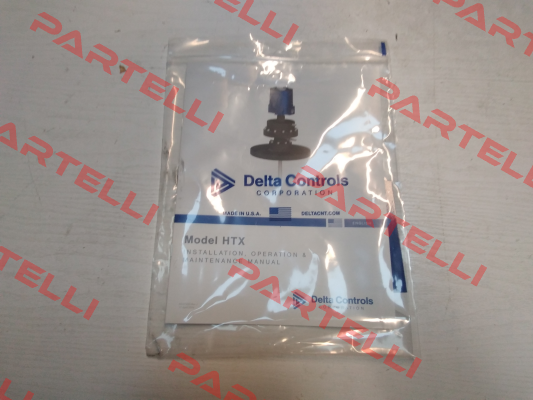 PARTELLI
PARTELLI
PARTELLI
PARTELLI
Delta Controls
CORPORATION
MADE IN U.S.A.
DELTACNT.COM
Model HTX
INSTALLATION, OPERATION &
MAINTENANCE MANUAL
Delta Controls
CORPORATION
PARTELLI
PARTELLI
PARTELLI